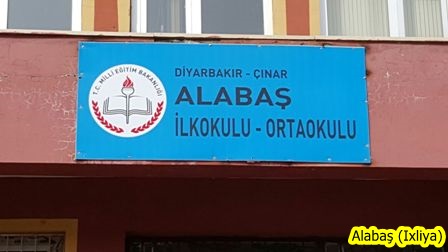 DİYARBAKIR - ÇINAR
ALABAŞ
İLKOKULU - ORTAOKULU
T.C. MİLLÎ EĞİTİM BAKANLIĞI
Alabaş (Ixliya)